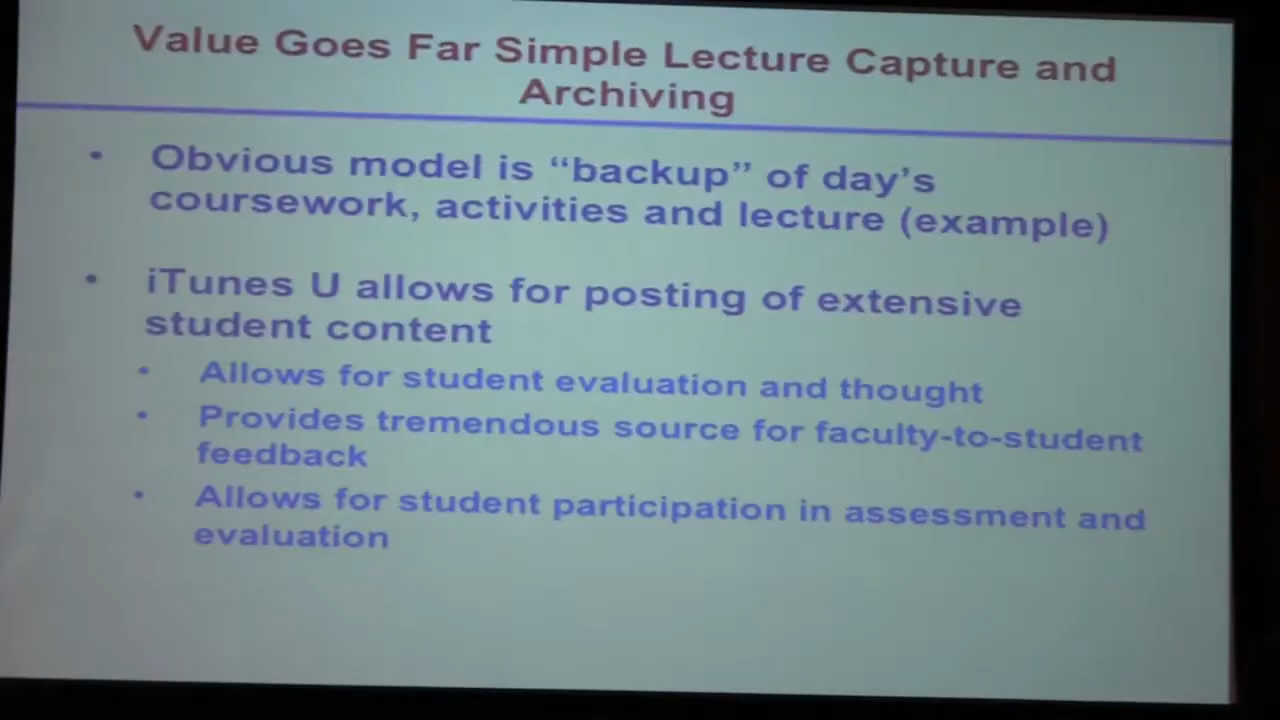 Value Goes Far Simple Lecture Capture and
Archiving
• Obvious model is “backup” of day’s
coursework, activities and lecture (example)
• iTunes U allows for posting of extensive
student content
• Allows for student evaluation and thought
• Provides tremendous source for faculty-to-student
feedback
• Allows for student participation in assessment and
evaluation